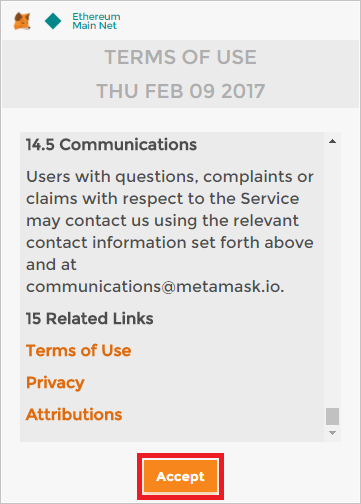 Ethereum
Main Net
TERMS OF USE
THU FEB 09 2017
14.5 Communications
Users with questions, complaints or
claims with respect to the Service
may contact us using the relevant
contact information set forth above
and at
communications@metamask.io.
15 Related Links
Terms of Use
Privacy
Attributions
Accept